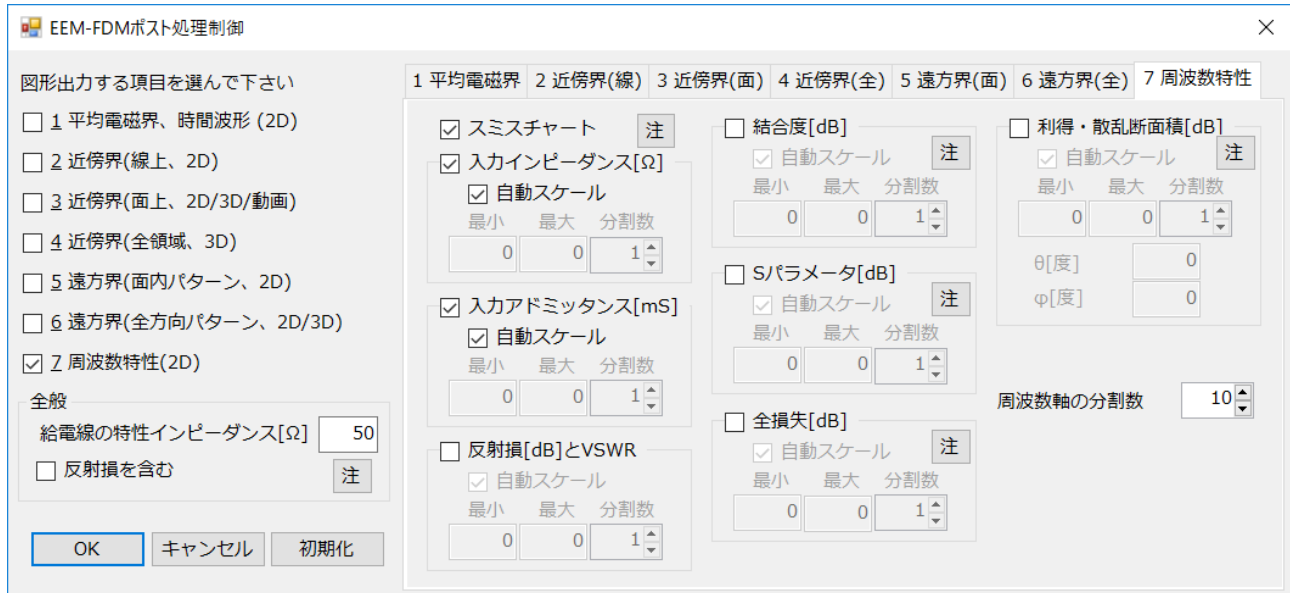 EEM-FDMポスト処理制御
図形出力する項目を選んで下さい
1 平均電磁界、時間波形 (2D)
2 近傍界(線上、2D)
3 近傍界(面上、2D/3D/動画)
4 近傍界(全領域、3D)
5 遠方界(面内パターン、2D)
6 遠方界(全方向パターン、2D/3D)
7 周波数特性(2D)
全般
給電線の特性インピーダンス[Ω] 50
反射損を含む 注
OK キャンセル 初期化
1 平均電磁界 2 近傍界(線) 3 近傍界(面) 4 近傍界(全) 5 遠方界(面) 6 遠方界(全) 7 周波数特性
スミスチャート 注
入力インピーダンス[Ω]
自動スケール
最小 最大 分割数
0 0 1
入力アドミッタンス[mS]
自動スケール
最小 最大 分割数
0 0 1
反射損[dB]とVSWR
自動スケール
最小 最大 分割数
0 0 1
結合度[dB]
自動スケール 注
最小 最大 分割数
0 0 1
Sパラメータ[dB]
自動スケール 注
最小 最大 分割数
0 0 1
全損失[dB]
自動スケール 注
最小 最大 分割数
0 0 1
利得・散乱断面積[dB]
自動スケール 注
最小 最大 分割数
0 0 1
θ[度] 0
φ[度] 0
周波数軸の分割数 10